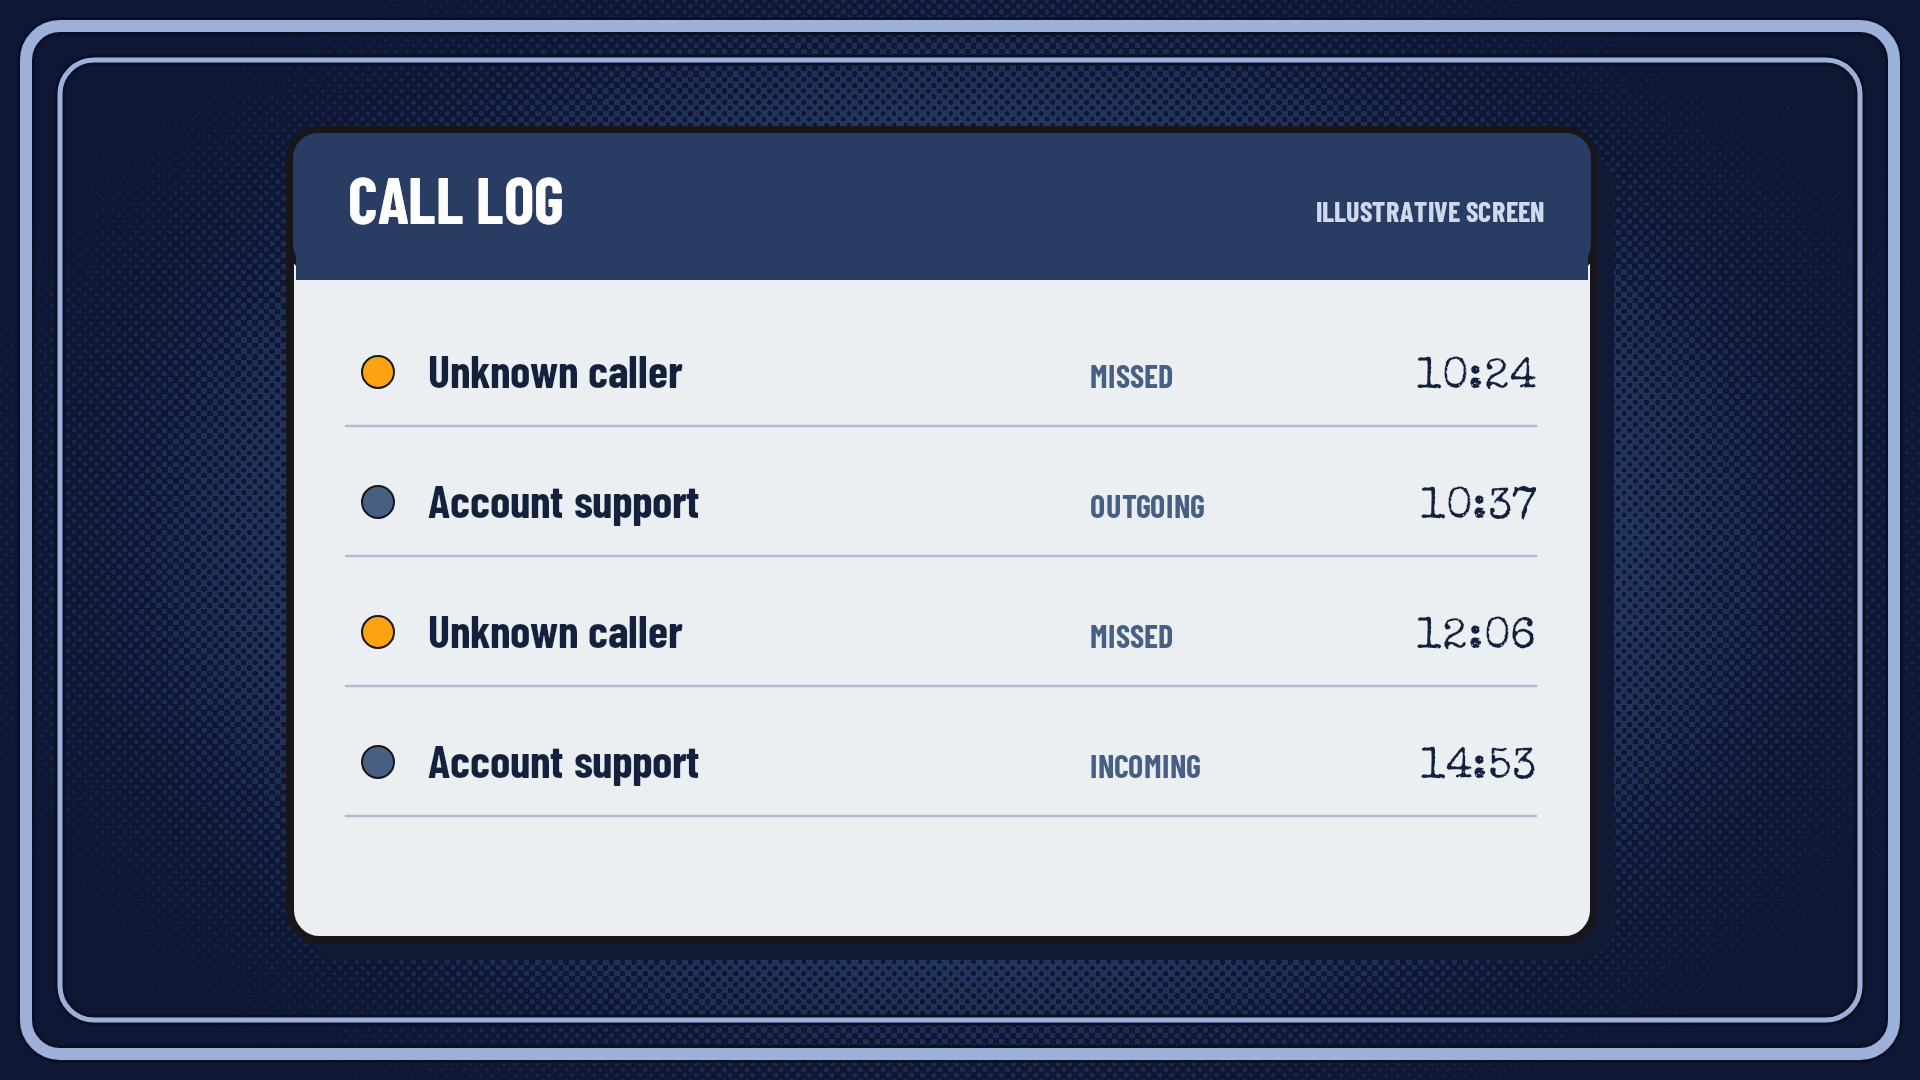 CALL LOG
ILLUSTRATIVE SCREEN
Unknown caller MISSED 10:24
Account support OUTGOING 10:37
Unknown caller MISSED 12:06
Account support INCOMING 14:53